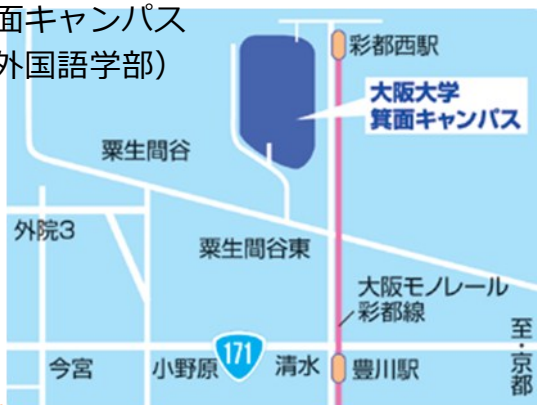 面キャンパス
外国語学部）
彩都西駅
大阪大学
箕面キャンパス
粟生間谷
外院3
粟生間谷東
大阪モノレール
彩都線
171
今宮
小野原
清水
豊川駅
至・京都